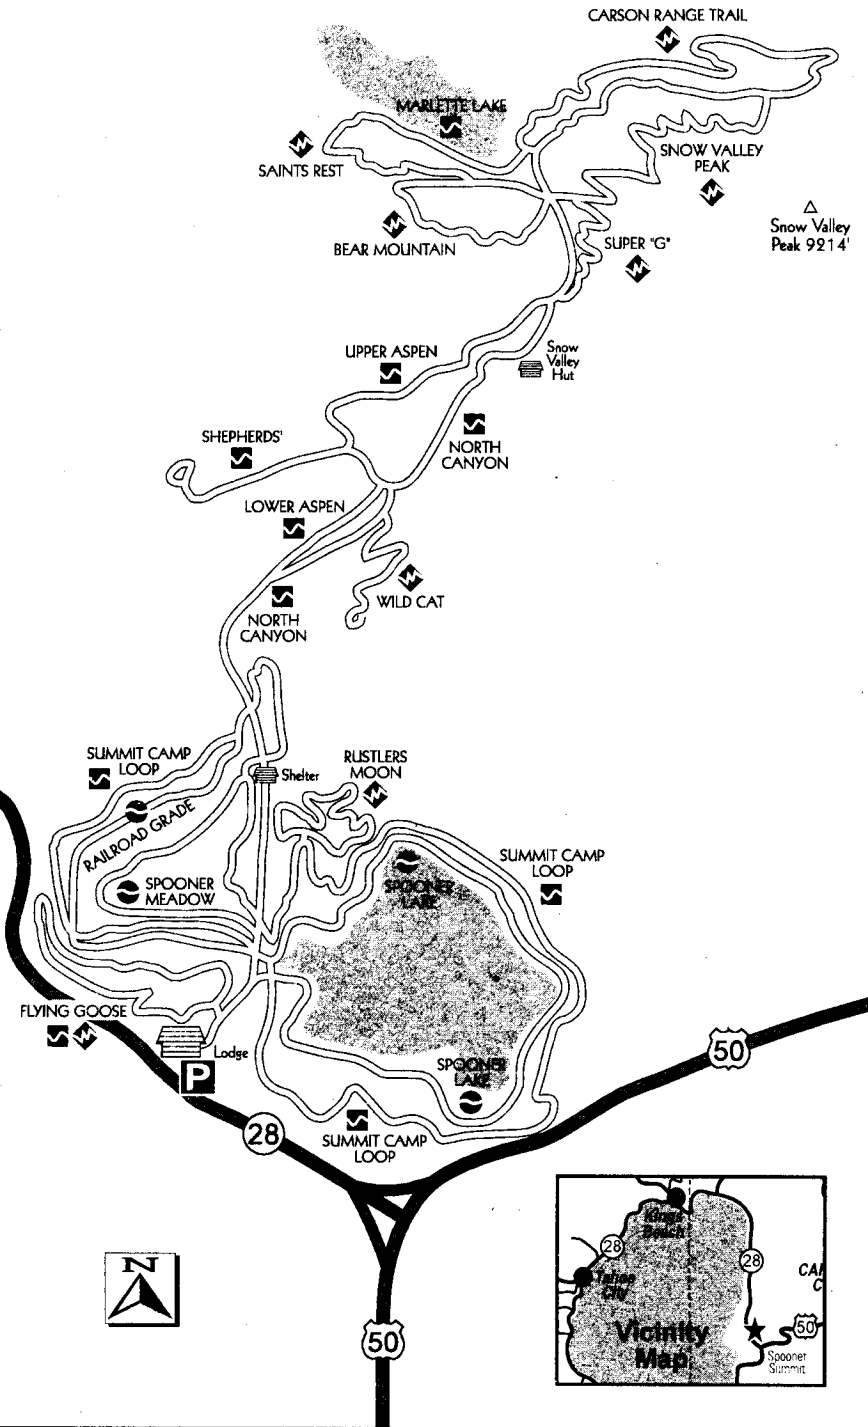 CARSON RANGE TRAIL
MARLETTE LAKE
SAINTS REST
SNOW VALLEY
PEAK
BEAR MOUNTAIN
SUPER "G"
Snow Valley
Peak 9214'
UPPER ASPEN
Snow
Valley
Hut
SHEPHERDS'
NORTH
CANYON
LOWER ASPEN
WILD CAT
NORTH
CANYON
SUMMIT CAMP
LOOP
Shelter
RUSTLERS
MOON
RAILROAD GRADE
SUMMIT CAMP
LOOP
SPOONER
LAKE
SPOONER
MEADOW
FLYING GOOSE
Lodge
P
50
SPOONER
LAKE
28
SUMMIT CAMP
LOOP
N
50
Kings
Beach
28
28
CAR
C
Tahoe
City
Vicinity
Map
50
Spooner
Summit